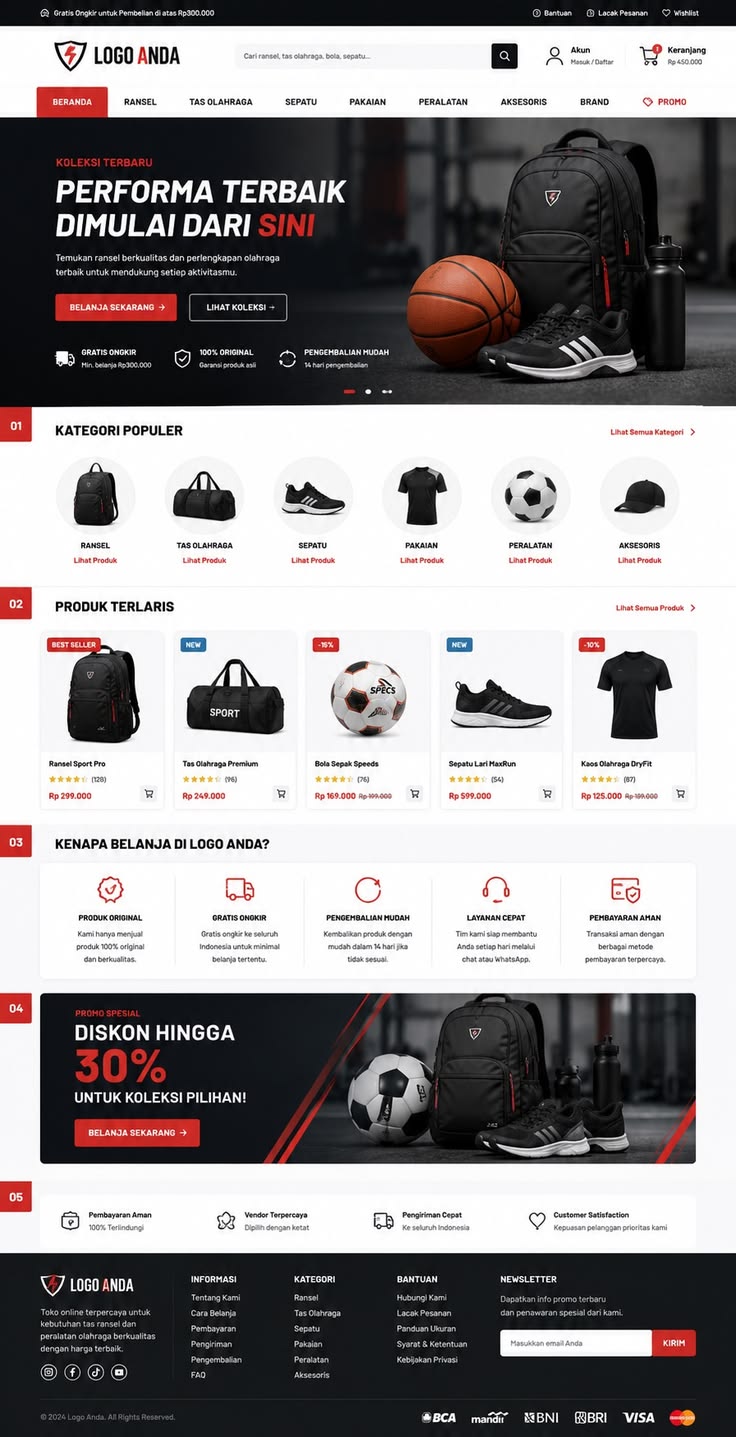 Gratis Ongkir untuk Pembelian di atas Rp300.000
Bantuan
Lacak Pesanan
Wishlist
LOGO ANDA
Cari ransel, tas olahraga, bola, sepatu...
Akun
Masuk / Daftar
1
Keranjang
Rp 450.000
BERANDA
RANSEL
TAS OLAHRAGA
SEPATU
PAKAIAN
PERALATAN
AKSESORIS
BRAND
PROMO
KOLEKSI TERBARU
PERFORMA TERBAIK
DIMULAI DARI SINI
Temukan ransel berkualitas dan perlengkapan olahraga
terbaik untuk mendukung setiep aktivitasmu.
BELANJA SEKARANG →
LIHAT KOLEKSI →
GRATIS ONGKIR
Min. belanja Rp300.000
100% ORIGINAL
Garansi produk asli
PENGEMBALIAN MUDAH
14 hari pengembalian
01
KATEGORI POPULER
Lihat Semua Kategori
RANSEL
Lihat Produk
TAS OLAHRAGA
Lihat Produk
SEPATU
Lihat Produk
PAKAIAN
Lihat Produk
PERALATAN
Lihat Produk
AKSESORIS
Lihat Produk
02
PRODUK TERLARIS
Lihat Semua Produk
BEST SELLER
Ransel Sport Pro
(128)
Rp 299.000
NEW
SPORT
Tas Olahraga Premium
(96)
Rp 249.000
-15%
SPECS
Bola Sepak Speeds
(76)
Rp 169.000 Rp 199.000
NEW
Sepatu Lari MaxRun
(54)
Rp 599.000
-10%
Kaos Olahraga DryFit
(87)
Rp 125.000 Rp 139.000
03
KENAPA BELANJA DI LOGO ANDA?
PRODUK ORIGINAL
Kami hanya menjual
produk 100% original
dan berkualitas.
GRATIS ONGKIR
Gratis ongkir ke seluruh
Indonesia untuk minimal
belanja tertentu.
PENGEMBALIAN MUDAH
Kembalikan produk dengan
mudah dalam 14 hari jika
tidak sesuai.
LAYANAN CEPAT
Tim kami siap membantu
Anda setiap hari melalui
chat atau WhatsApp.
PEMBAYARAN AMAN
Transaksi aman dengan
berbagai metode
pembayaran terpercaya.
04
PROMO SPESIAL
DISKON HINGGA
30%
UNTUK KOLEKSI PILIHAN!
BELANJA SEKARANG →
05
Pembayaran Aman
100% Terlindungi
Vendor Terpercaya
Dipilih dengan ketat
Pengiriman Cepat
Ke seluruh Indonesia
Customer Satisfaction
Kepuasan pelanggan prioritas kami
LOGO ANDA
Toko online terpercaya untuk
kebutuhan tas ransel dan
peralatan olahraga berkualitas
dengan harga terbaik.
INFORMASI
Tentang Kami
Cara Belanja
Pembayaran
Pengiriman
Pengembalian
FAQ
KATEGORI
Ransel
Tas Olahraga
Sepatu
Pakaian
Peralatan
Aksesoris
BANTUAN
Hubungi Kami
Lacak Pesanan
Panduan Ukuran
Syarat & Ketentuan
Kebijakan Privasi
NEWSLETTER
Dapatkan info promo terbaru
dan penawaran spesial dari kami.
Masukkan email Anda
KIRIM
© 2024 Logo Anda. All Rights Reserved.
BCA
mandiri
BNI
BRI
VISA